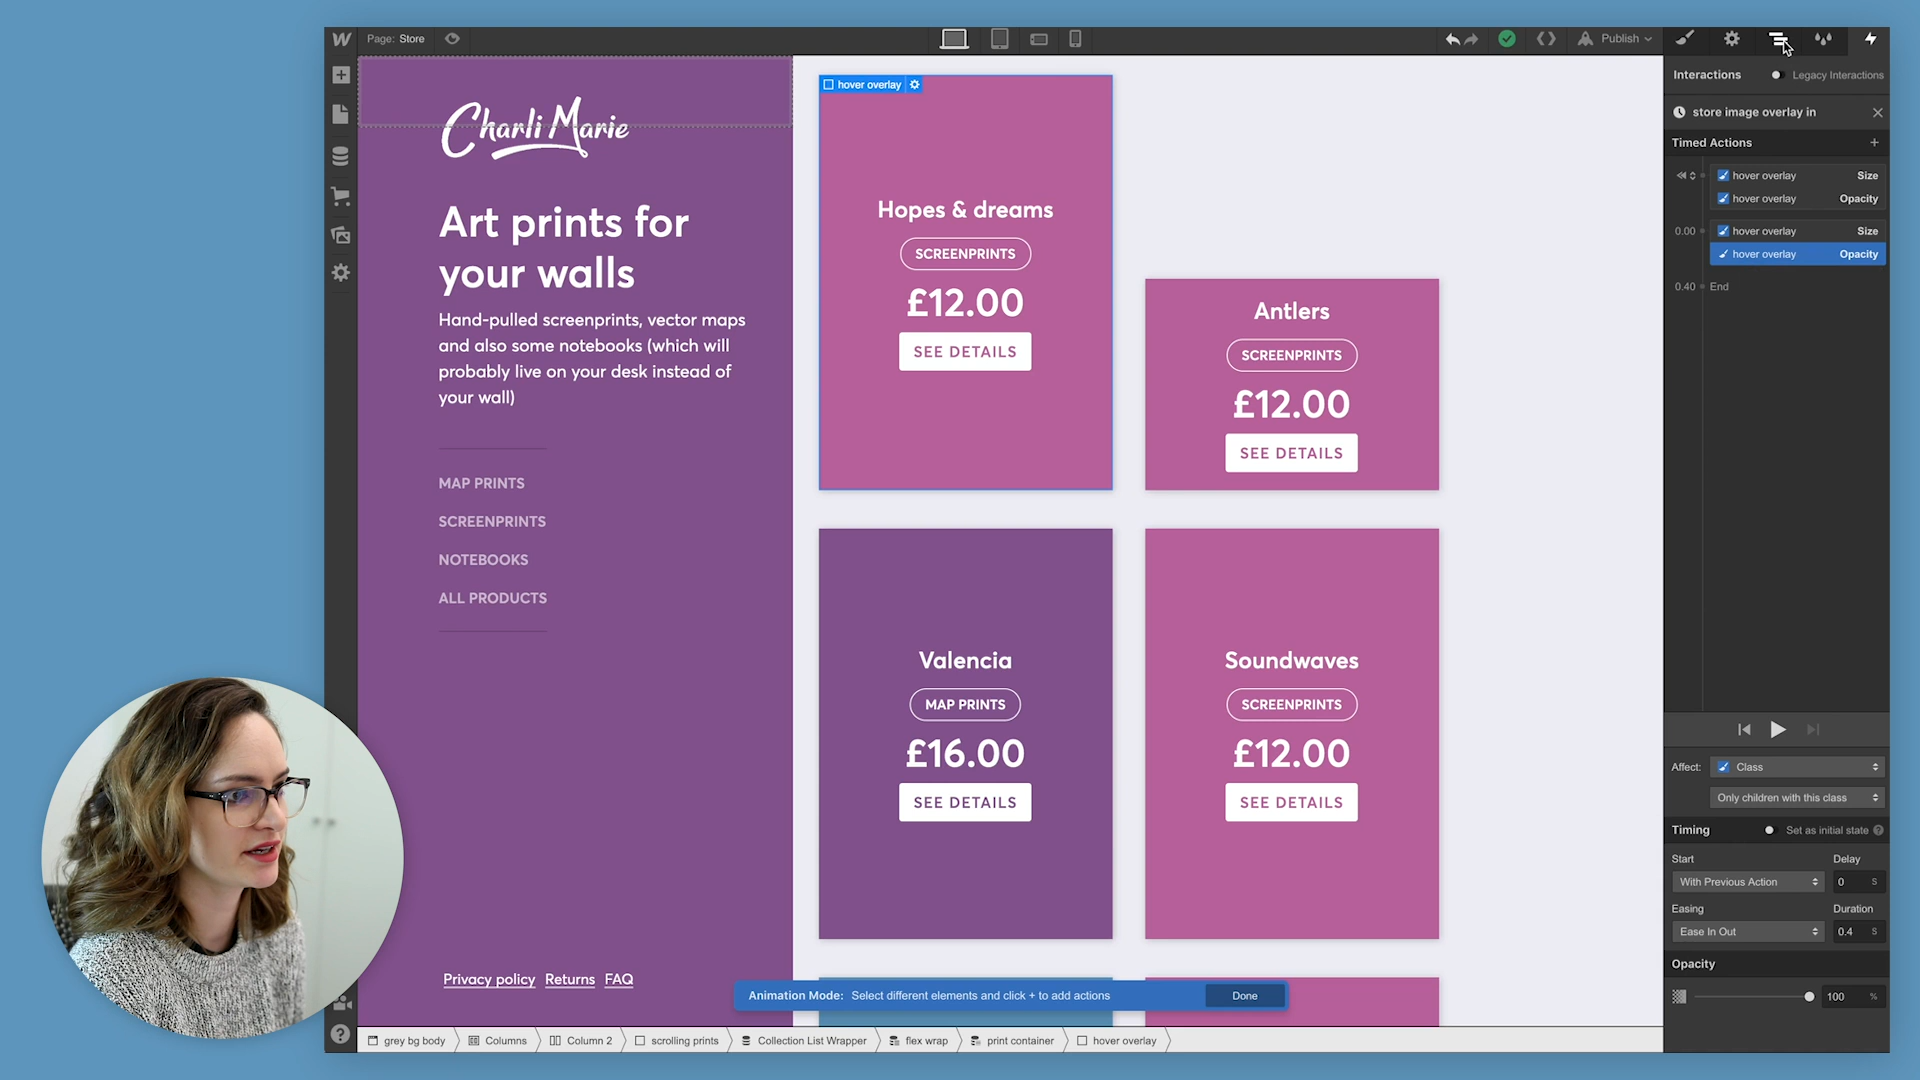 Page: Store
Publish
Interactions
Legacy Interactions
store image overlay in
Timed Actions
hover overlay Size
hover overlay Opacity
0.00 hover overlay Size
hover overlay Opacity
0.40 End
Affect: Class
Only children with this class
Timing
Set as initial state ?
Start
Delay
With Previous Action
0 S
Easing
Duration
Ease In Out
0.4 S
Opacity
100 %
Charli Marie
Art prints for
your walls
Hand-pulled screenprints, vector maps
and also some notebooks (which will
probably live on your desk instead of
your wall)
MAP PRINTS
SCREENPRINTS
NOTEBOOKS
ALL PRODUCTS
Privacy policy Returns FAQ
hover overlay
Hopes & dreams
SCREENPRINTS
£12.00
SEE DETAILS
Antlers
SCREENPRINTS
£12.00
SEE DETAILS
Valencia
MAP PRINTS
£16.00
SEE DETAILS
Soundwaves
SCREENPRINTS
£12.00
SEE DETAILS
Animation Mode: Select different elements and click + to add actions
Done
grey bg body
Columns
Column 2
scrolling prints
Collection List Wrapper
flex wrap
print container
hover overlay